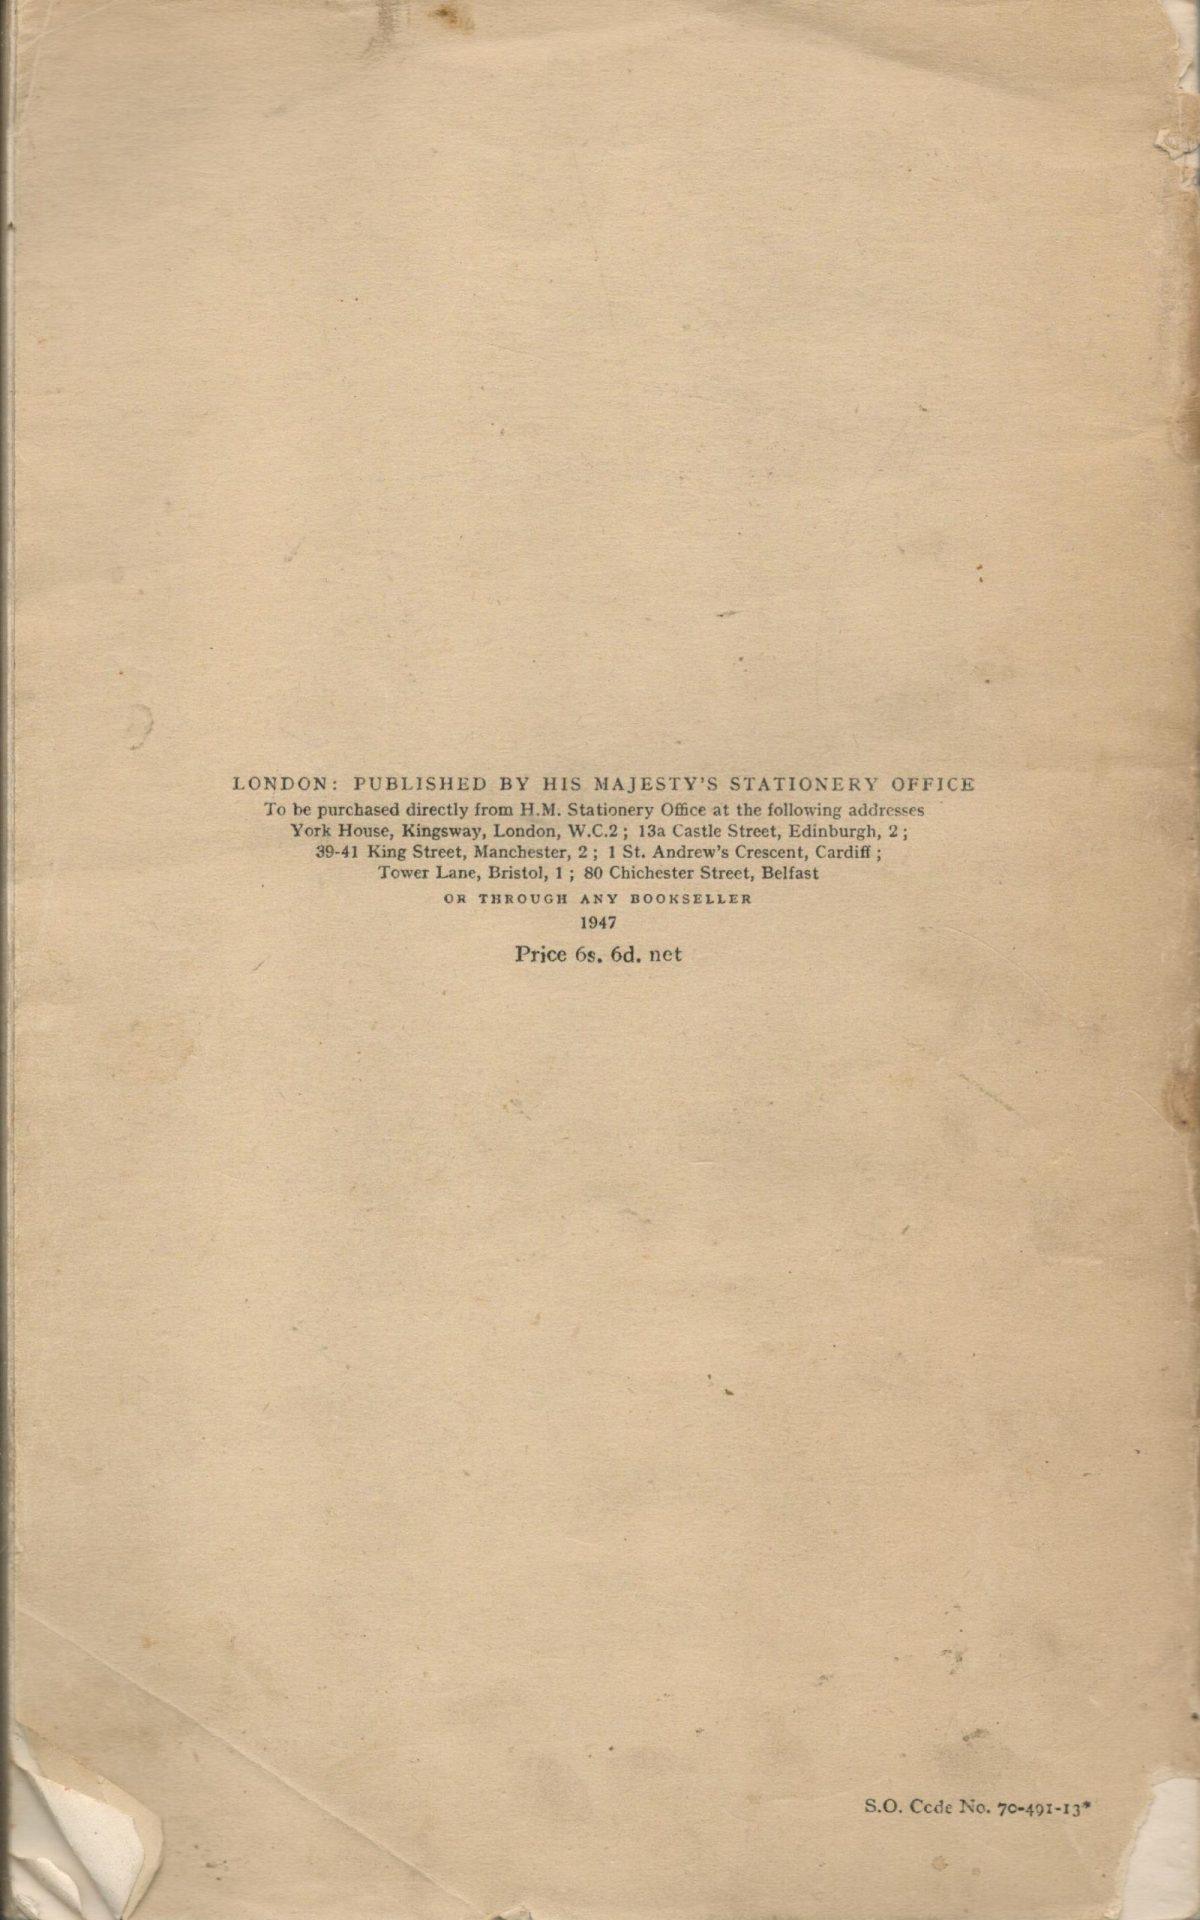 LONDON: PUBLISHED BY HIS MAJESTY'S STATIONERY OFFICE
To be purchased directly from H.M. Stationery Office at the following addresses
York House, Kingsway, London, W.C.2 ; 13a Castle Street, Edinburgh, 2 ;
39-41 King Street, Manchester, 2 ; 1 St. Andrew's Crescent, Cardiff ;
Tower Lane, Bristol, 1 ; 80 Chichester Street, Belfast
OR THROUGH ANY BOOKSELLER
1947
Price 6s. 6d. net
S.O. Code No. 70-491-13*